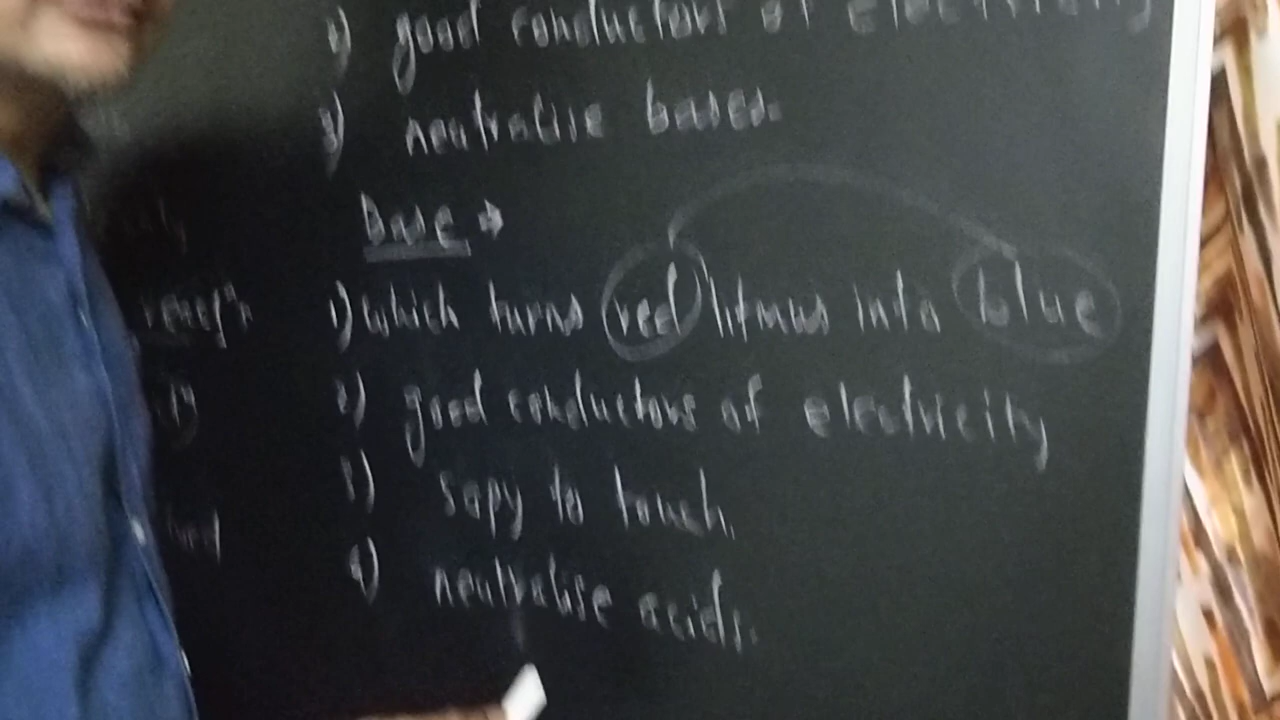 good conductors of electricity
3) neutralise bases.
Base →
1) Which turns red litmus into blue
2) good conductors of electricity
3) sopy to touch.
4) neutralise acids.